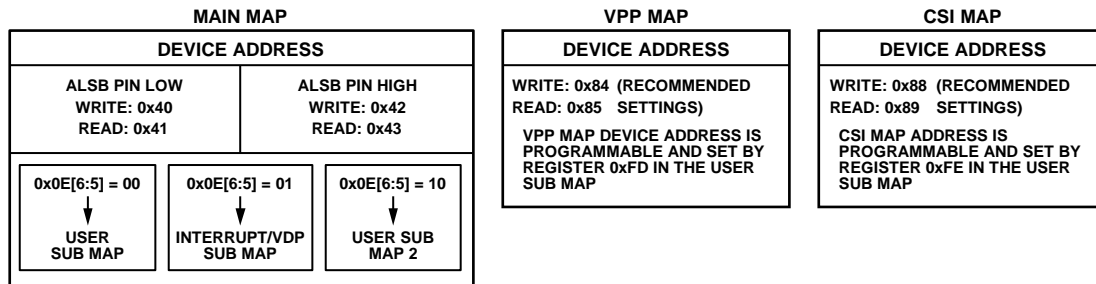 MAIN MAP
DEVICE ADDRESS
ALSB PIN LOW
WRITE: 0x40
READ: 0x41
ALSB PIN HIGH
WRITE: 0x42
READ: 0x43
0x0E[6:5] = 00
USER
SUB MAP
0x0E[6:5] = 01
INTERRUPT/VDP
SUB MAP
0x0E[6:5] = 10
USER SUB
MAP 2
VPP MAP
DEVICE ADDRESS
WRITE: 0x84 (RECOMMENDED
READ: 0x85 SETTINGS)
VPP MAP DEVICE ADDRESS IS
PROGRAMMABLE AND SET BY
REGISTER 0xFD IN THE USER
SUB MAP
CSI MAP
DEVICE ADDRESS
WRITE: 0x88 (RECOMMENDED
READ: 0x89 SETTINGS)
CSI MAP ADDRESS IS
PROGRAMMABLE AND SET BY
REGISTER 0xFE IN THE USER
SUB MAP